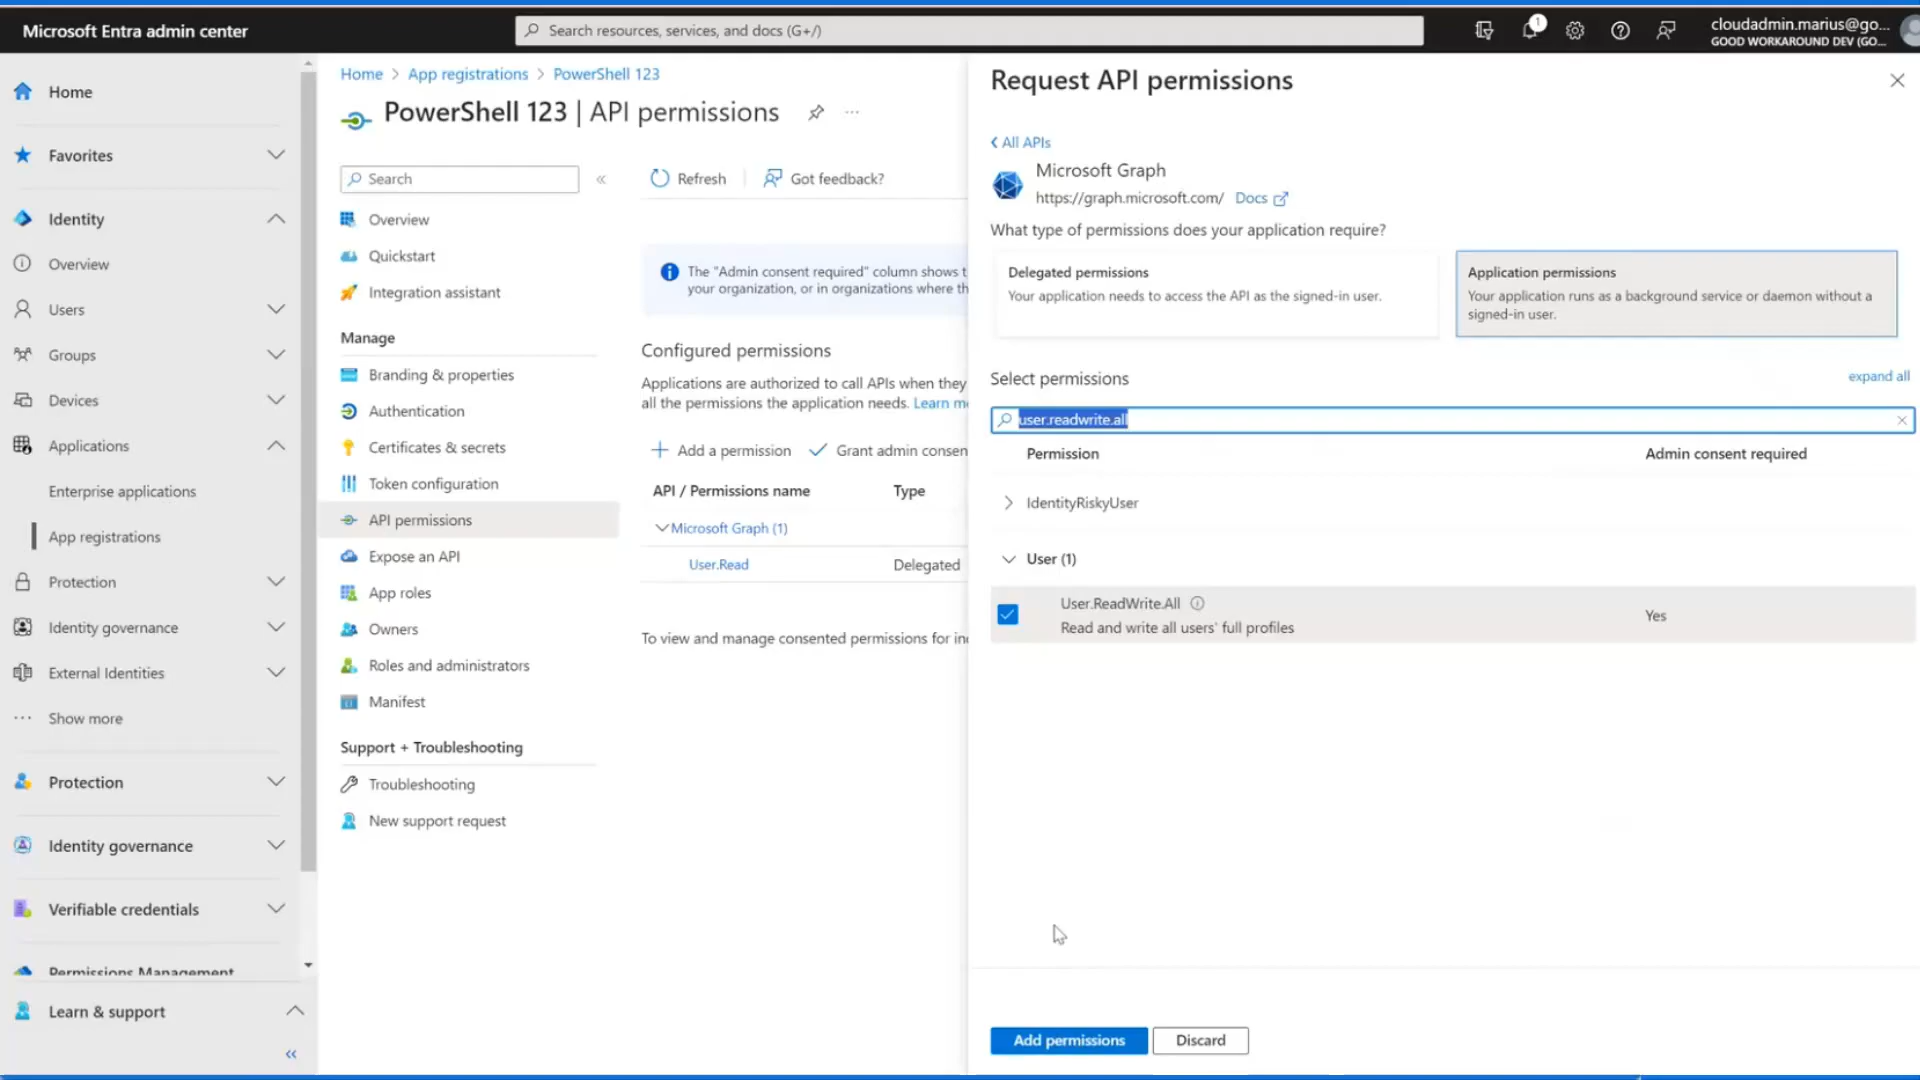 Microsoft Entra admin center
Search resources, services, and docs (G+/)
1
cloudadmin.marius@go...
GOOD WORKAROUND DEV (GO...
Home
Favorites
Identity
Overview
Users
Groups
Devices
Applications
Enterprise applications
App registrations
Protection
Identity governance
External Identities
Show more
Protection
Identity governance
Verifiable credentials
Permissions Management
Learn & support
Home > App registrations > PowerShell 123
PowerShell 123 | API permissions
Search
Overview
Quickstart
Integration assistant
Manage
Branding & properties
Authentication
Certificates & secrets
Token configuration
API permissions
Expose an API
App roles
Owners
Roles and administrators
Manifest
Support + Troubleshooting
Troubleshooting
New support request
Refresh
Got feedback?
The "Admin consent required" column shows t
your organization, or in organizations where th
Configured permissions
Applications are authorized to call APIs when they
all the permissions the application needs. Learn m
Add a permission
Grant admin consen
API / Permissions name
Type
Microsoft Graph (1)
User.Read
Delegated
To view and manage consented permissions for in
Request API permissions
All APIs
Microsoft Graph
https://graph.microsoft.com/ Docs
What type of permissions does your application require?
Delegated permissions
Your application needs to access the API as the signed-in user.
Application permissions
Your application runs as a background service or daemon without a
signed-in user.
Select permissions
expand all
user.readwrite.all
Permission
Admin consent required
IdentityRiskyUser
User (1)
User.ReadWrite.All
Read and write all users' full profiles
Yes
Add permissions
Discard